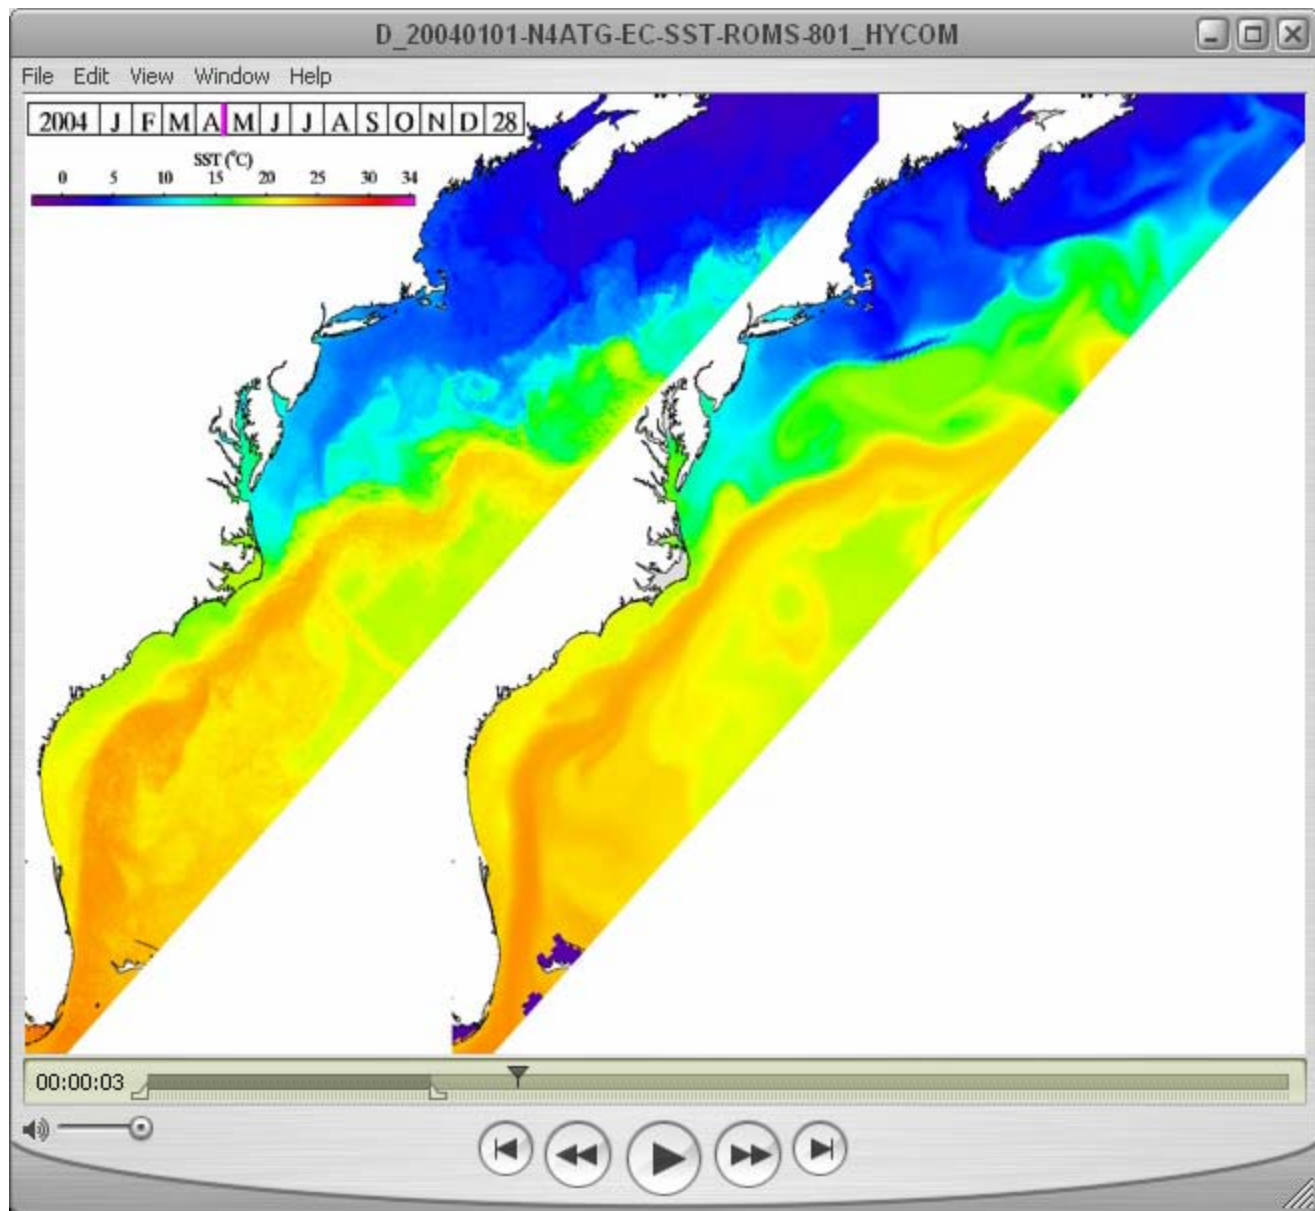 D_20040101-N4ATG-EC-SST-ROMS-801_HYCOM
File Edit View Window Help
2004 J F M A M J J A S O N D 28
SST (°C)
0 5 10 15 20 25 30 34
00:00:03